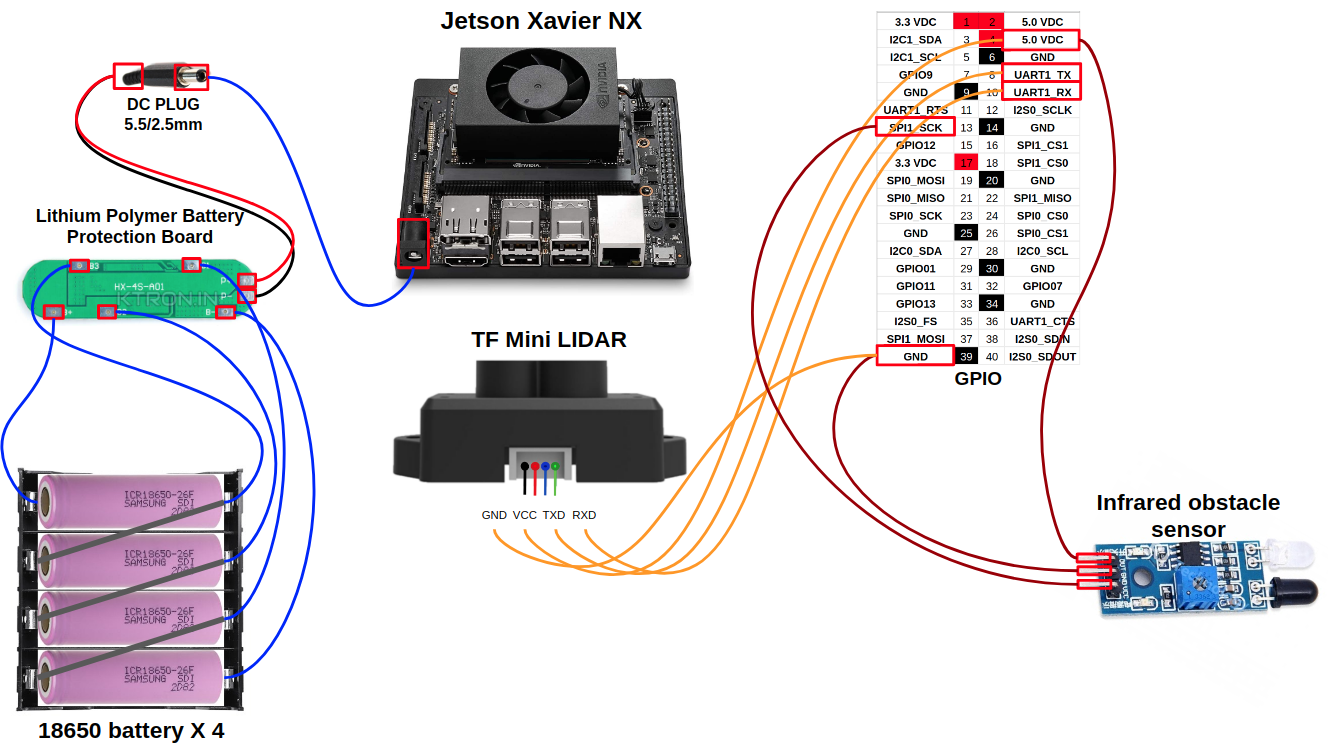 Jetson Xavier NX
NVIDIA
DC PLUG
5.5/2.5mm
Lithium Polymer Battery
Protection Board
HX-4S-A01
KTRON.IN
B-
P-
3.3 VDC 1 2 5.0 VDC
I2C1_SDA 3 4 5.0 VDC
I2C1_SCL 5 6 GND
GPIO9 7 8 UART1_TX
GND 9 10 UART1_RX
UART1_RTS 11 12 I2S0_SCLK
SPI1_SCK 13 14 GND
GPIO12 15 16 SPI1_CS1
3.3 VDC 17 18 SPI1_CS0
SPI0_MOSI 19 20 GND
SPI0_MISO 21 22 SPI1_MISO
SPI0_SCK 23 24 SPI0_CS0
GND 25 26 SPI0_CS1
I2C0_SDA 27 28 I2C0_SCL
GPIO01 29 30 GND
GPIO11 31 32 GPIO07
GPIO13 33 34 GND
I2S0_FS 35 36 UART1_CTS
SPI1_MOSI 37 38 I2S0_SDIN
GND 39 40 I2S0_SDOUT
GPIO
TF Mini LIDAR
GND VCC TXD RXD
ICR18650-26F
SAMSUNG SDI
2D82
ICR18650-26F
SAMSUNG SDI
2D82
ICR18650-26F
SAMSUNG SDI
2D82
ICR18650-26F
SAMSUNG SDI
2D82
18650 battery X 4
Infrared obstacle
sensor
OUT GND VCC